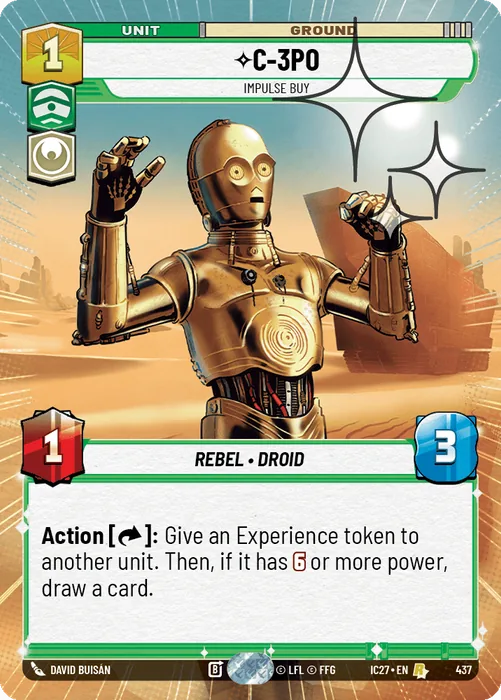 UNIT
GROUND
1
✧C-3PO
IMPULSE BUY
1
REBEL • DROID
3
Action [↷]: Give an Experience token to
another unit. Then, if it has 6 or more power,
draw a card.
DAVID BUISÁN
© LFL © FFG
IC27 • EN
R
437